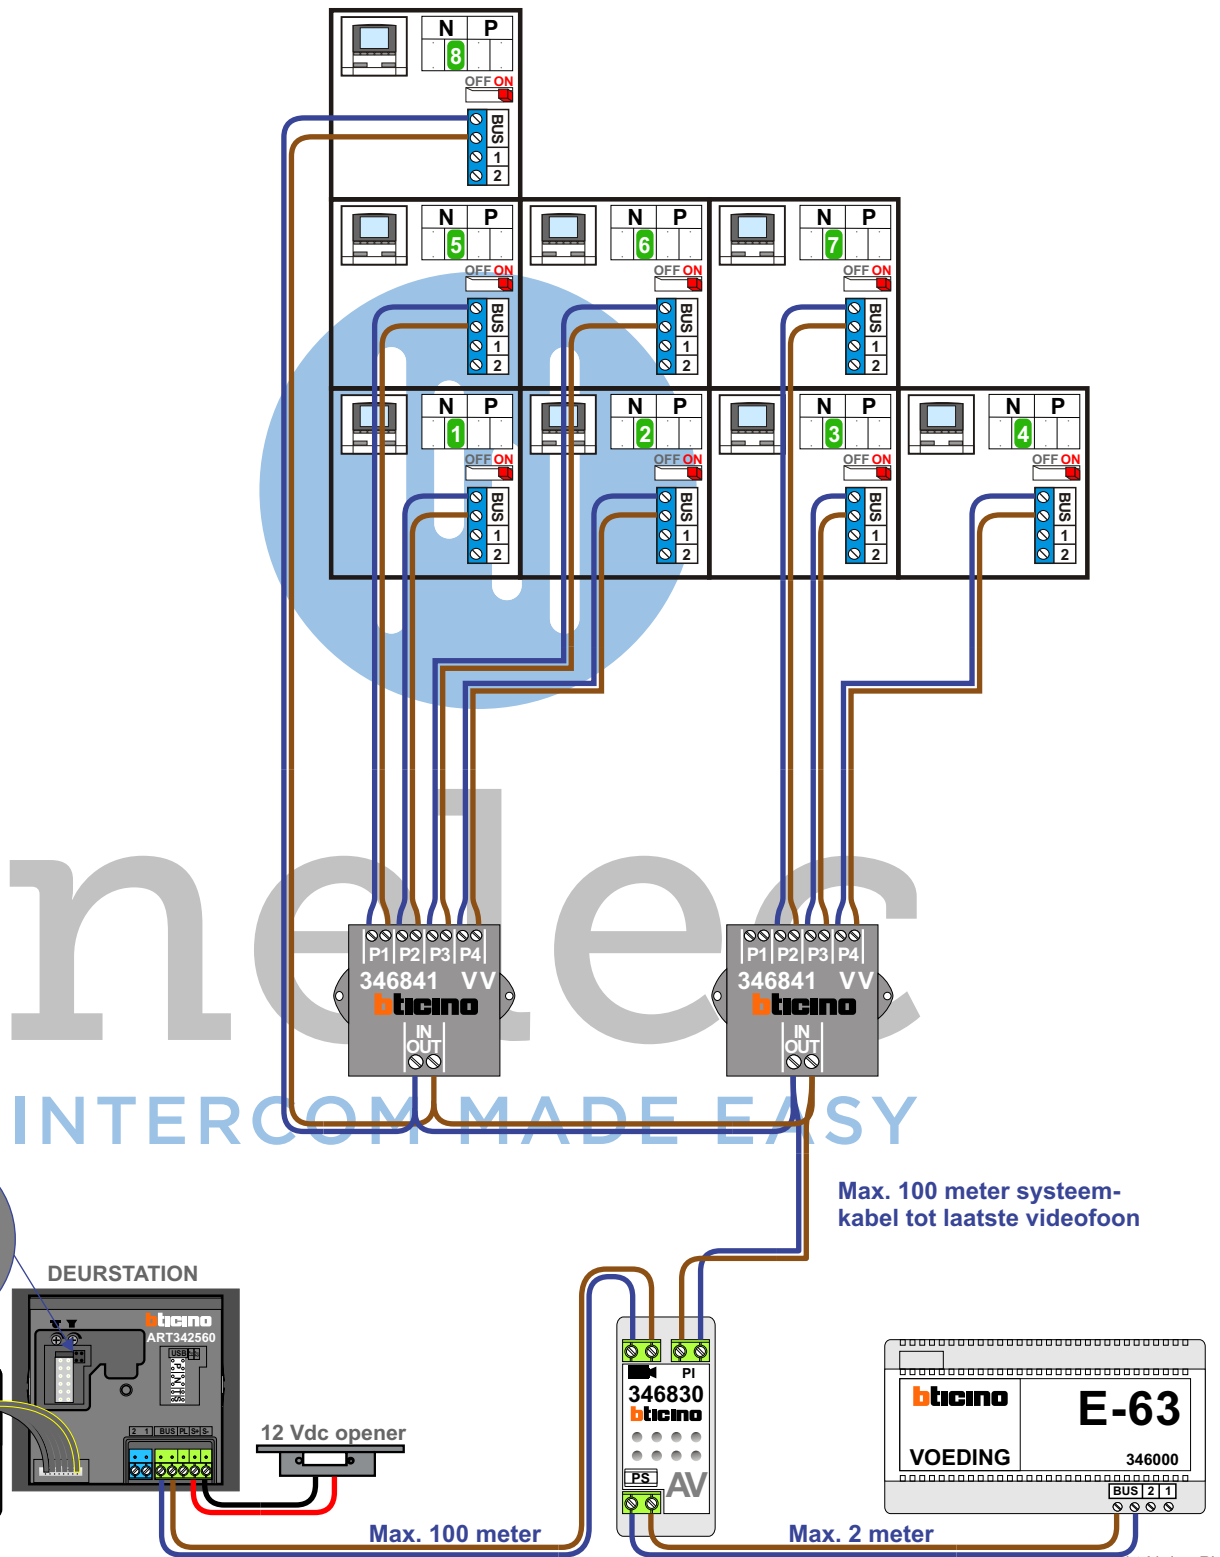 N P
8
OFF ON
BUS
1
2
N P
5
OFF ON
BUS
1
2
N P
6
OFF ON
BUS
1
2
N P
7
OFF ON
BUS
1
2
N P
1
OFF ON
BUS
1
2
N P
2
OFF ON
BUS
1
2
N P
3
OFF ON
BUS
1
2
N P
4
OFF ON
BUS
1
2
nelec
P1 P2 P3 P4
346841 VV
bticino
IN
OUT
P1 P2 P3 P4
346841 VV
bticino
IN
OUT
INTERCOM MADE EASY
Max. 100 meter systeem-
kabel tot laatste videofoon
DEURSTATION
bticino
ART342560
USB
P N T S
2 1 BUS PL S+ S-
12 Vdc opener
Max. 100 meter
PI
346830
bticino
PS
AV
Max. 2 meter
bticino
E-63
VOEDING
346000
BUS 2 1